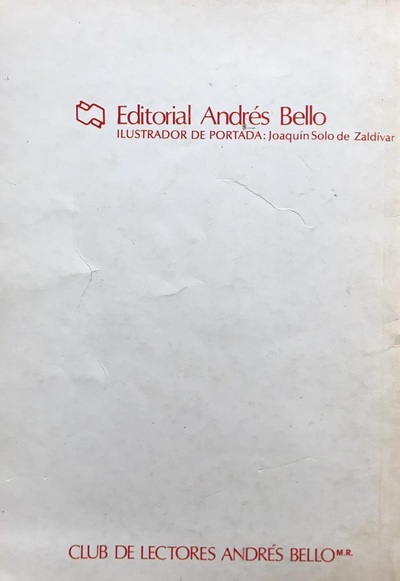 Editorial Andrés Bello
ILUSTRADOR DE PORTADA: Joaquín Solo de Zaldívar
CLUB DE LECTORES ANDRÉS BELLO M.R.